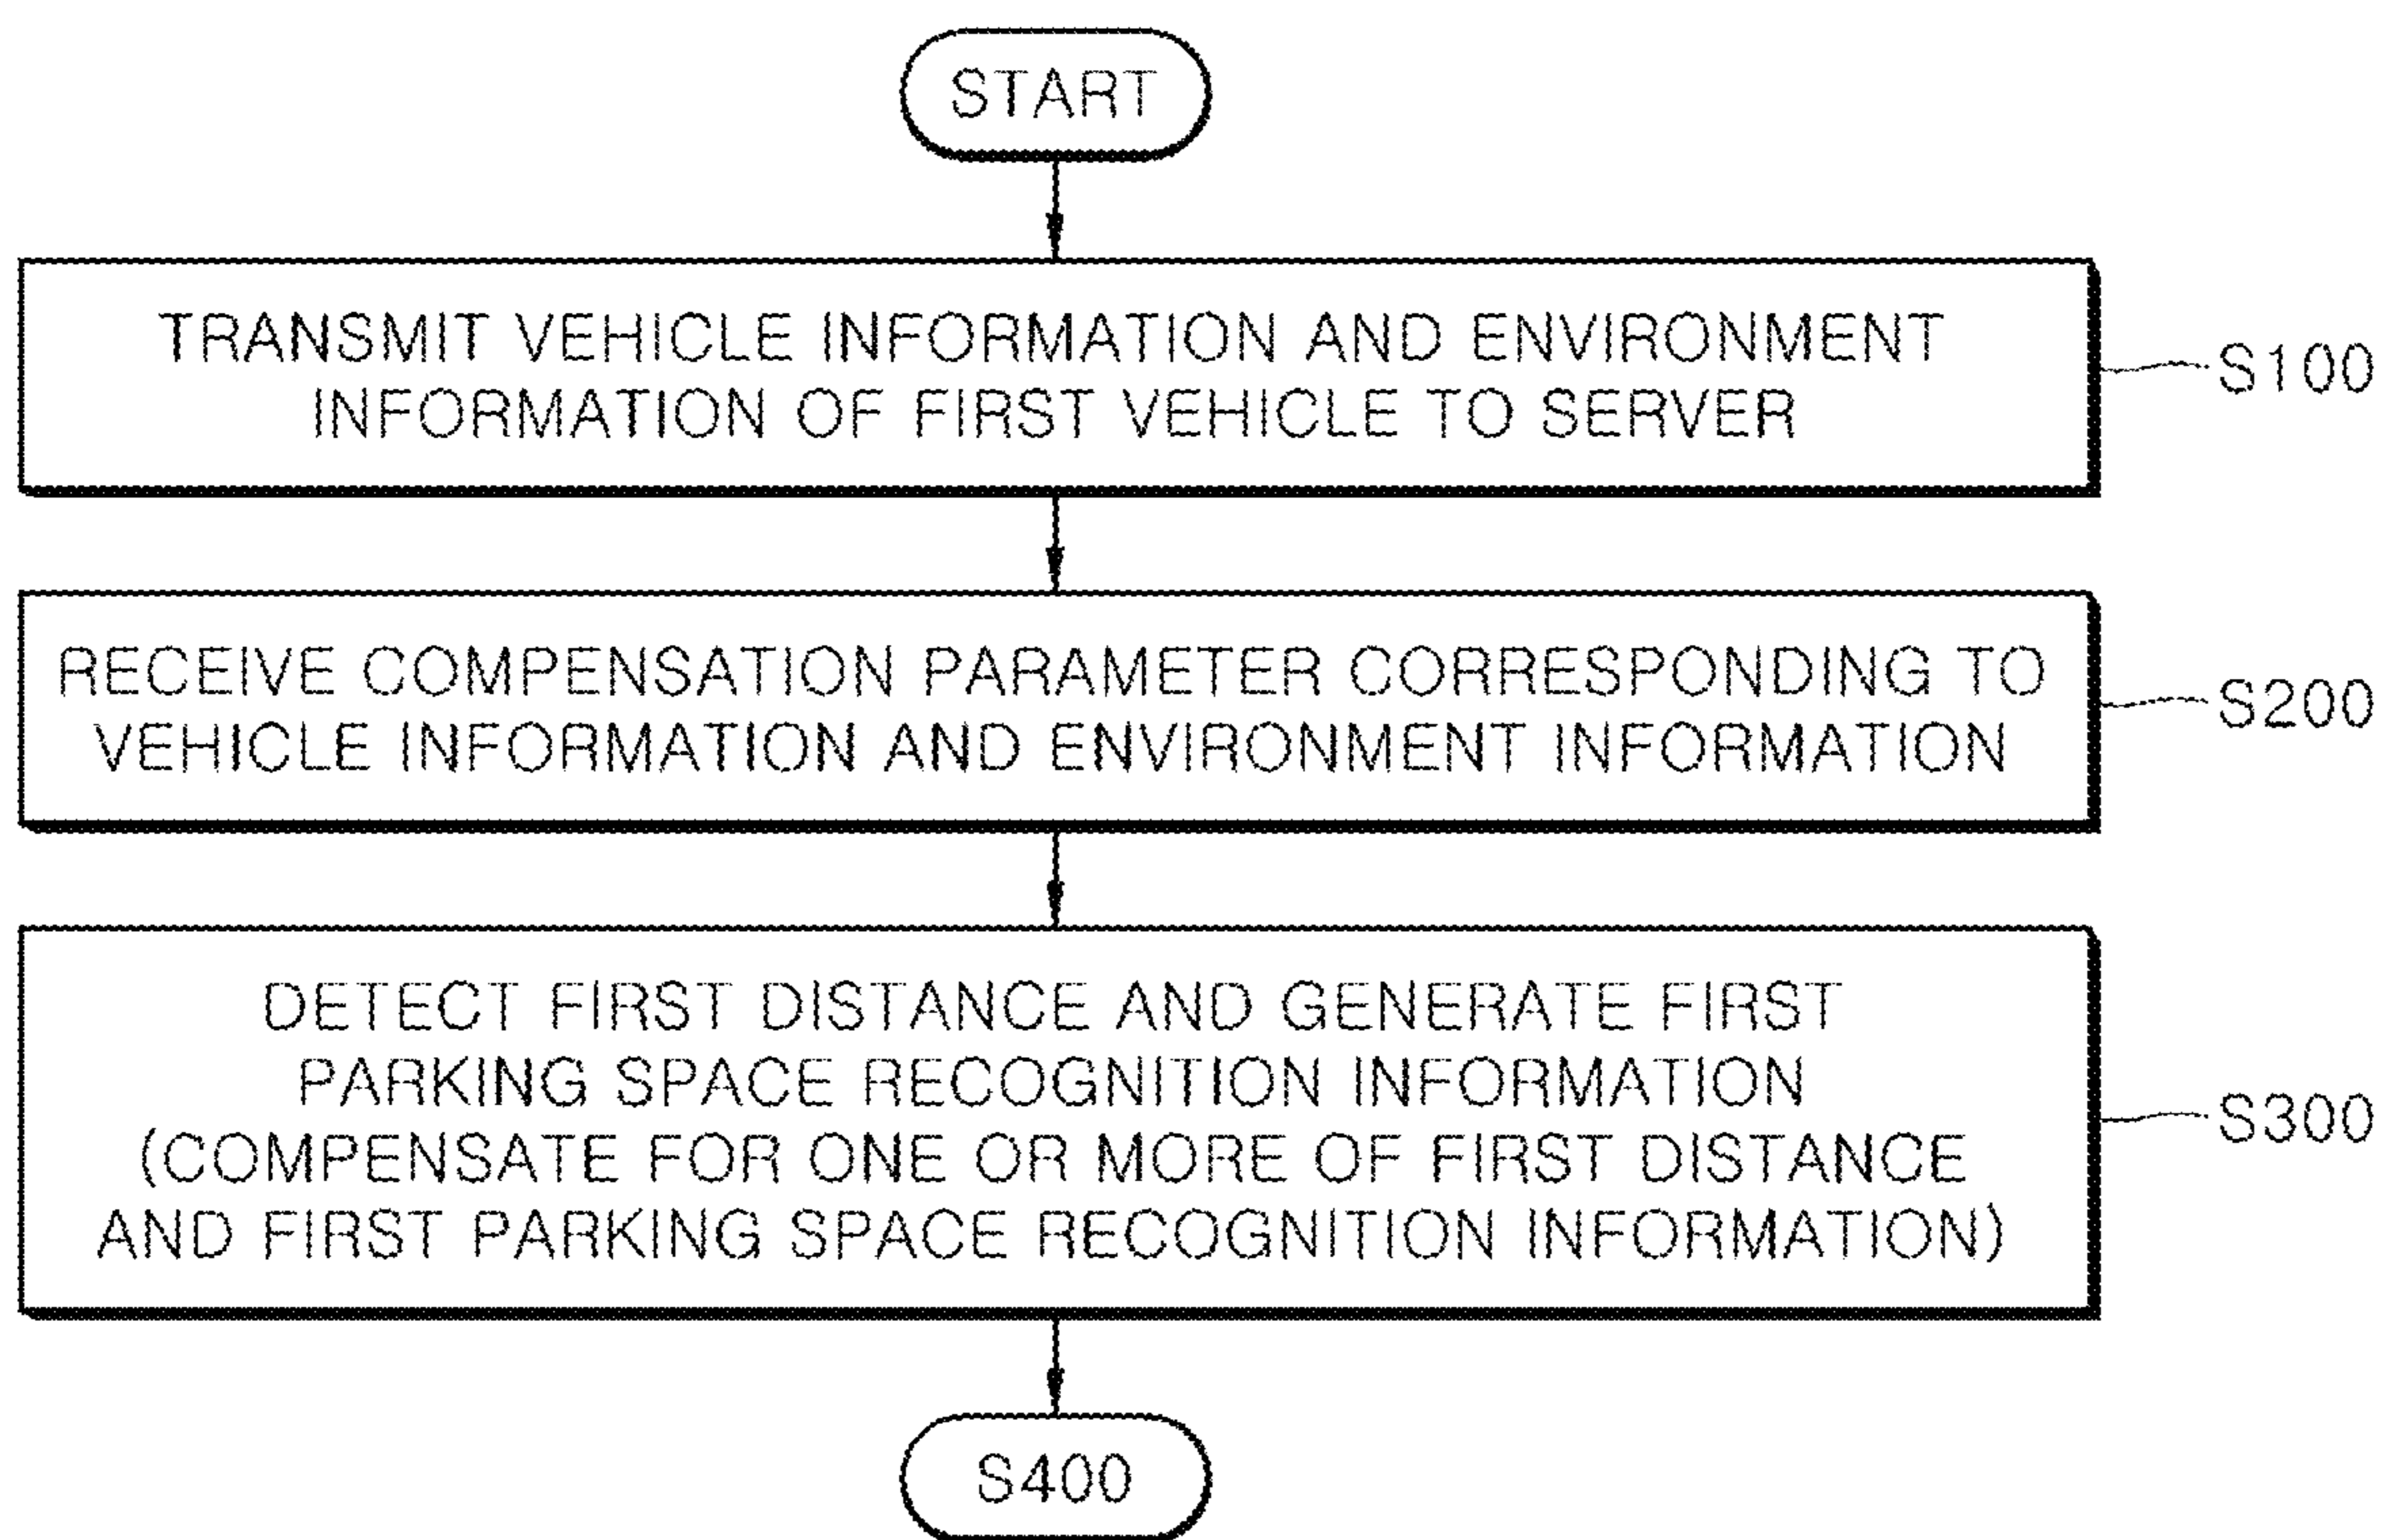 START
TRANSMIT VEHICLE INFORMATION AND ENVIRONMENT
INFORMATION OF FIRST VEHICLE TO SERVER
S100
RECEIVE COMPENSATION PARAMETER CORRESPONDING TO
VEHICLE INFORMATION AND ENVIRONMENT INFORMATION
S200
DETECT FIRST DISTANCE AND GENERATE FIRST
PARKING SPACE RECOGNITION INFORMATION
(COMPENSATE FOR ONE OR MORE OF FIRST DISTANCE
AND FIRST PARKING SPACE RECOGNITION INFORMATION)
S300
S400